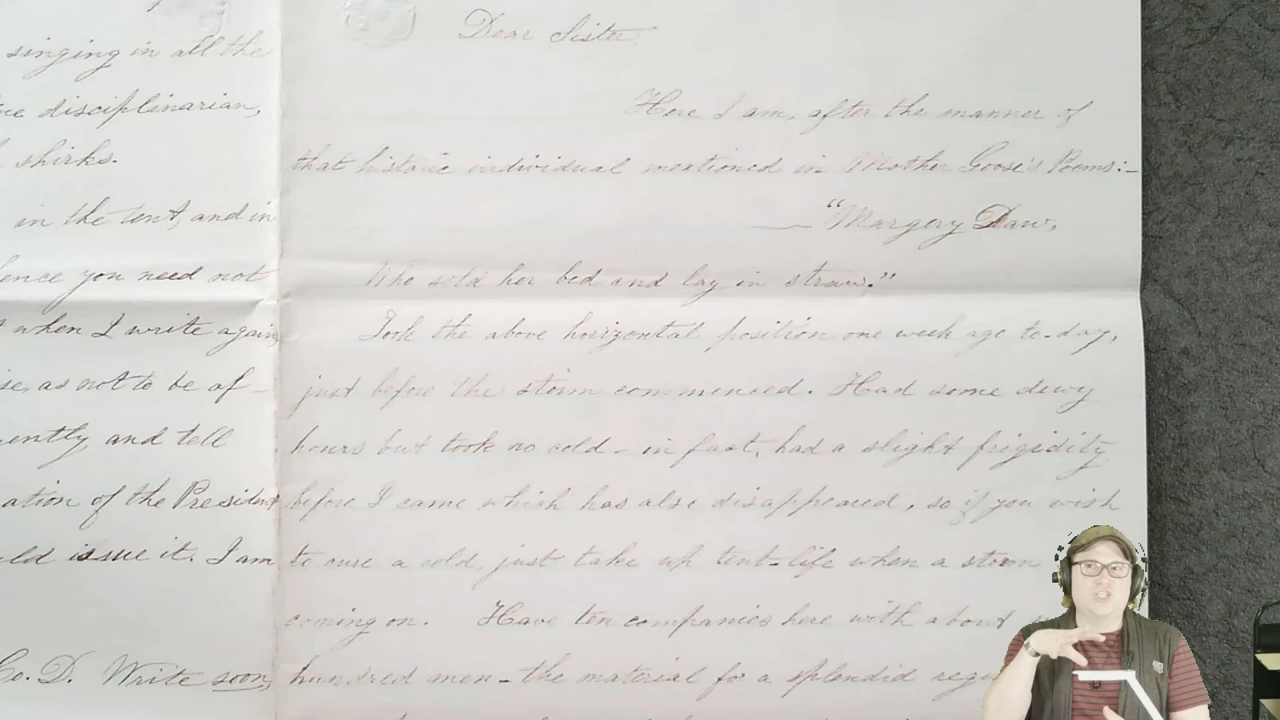 singing in all the
disciplinarian,
shirks.
in the tent, and in
you need not
when I write again
as not to be af-
and tell
ation of the President
issue it. I am
Co. D. Write soon,
Dear Sister.
Here I am, after the manner of
that historic individual mentioned in Mother Goose's Poems:-
"Margery Daw,
Who sold her bed and lay in straw."
Took the above horizontal position one week ago to-day,
just before the storm commenced. Had some dewy
hours but took no cold - in fact, had a slight frigidity
before I came which has also disappeared, so if you wish
to cure a cold, just take up tent-life when a storm
coming on. Have ten companies here with about
hundred men - the material for a splendid